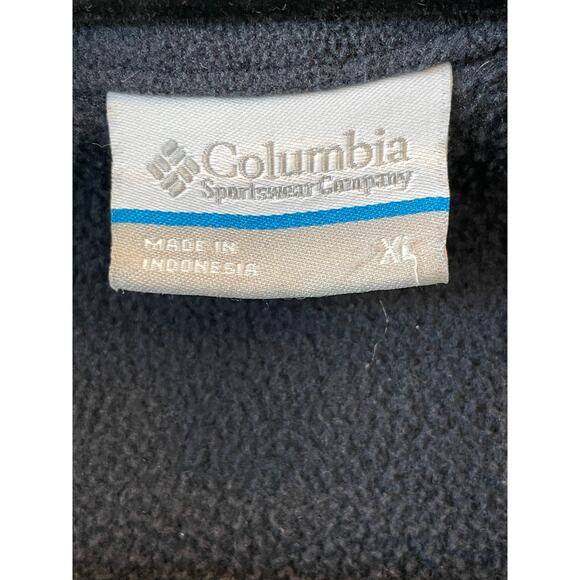 Columbia
Sportswear Company
MADE IN
INDONESIA
XL